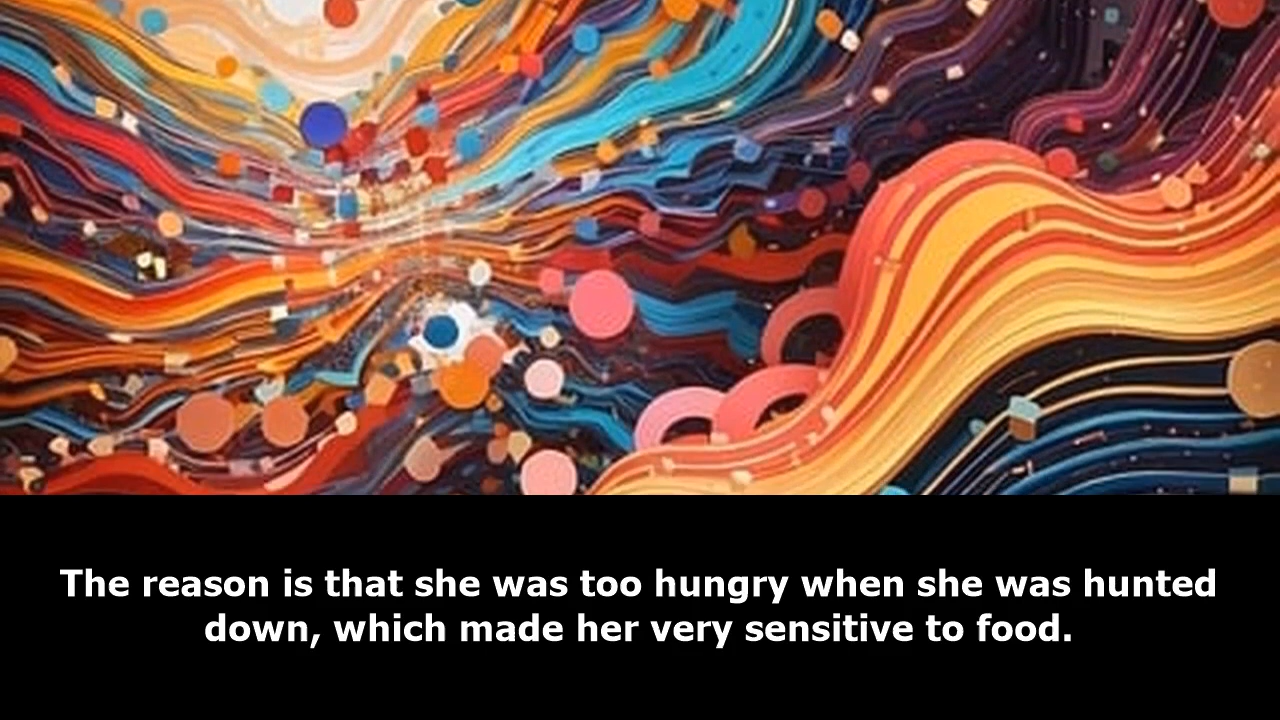 The reason is that she was too hungry when she was hunted
down, which made her very sensitive to food.